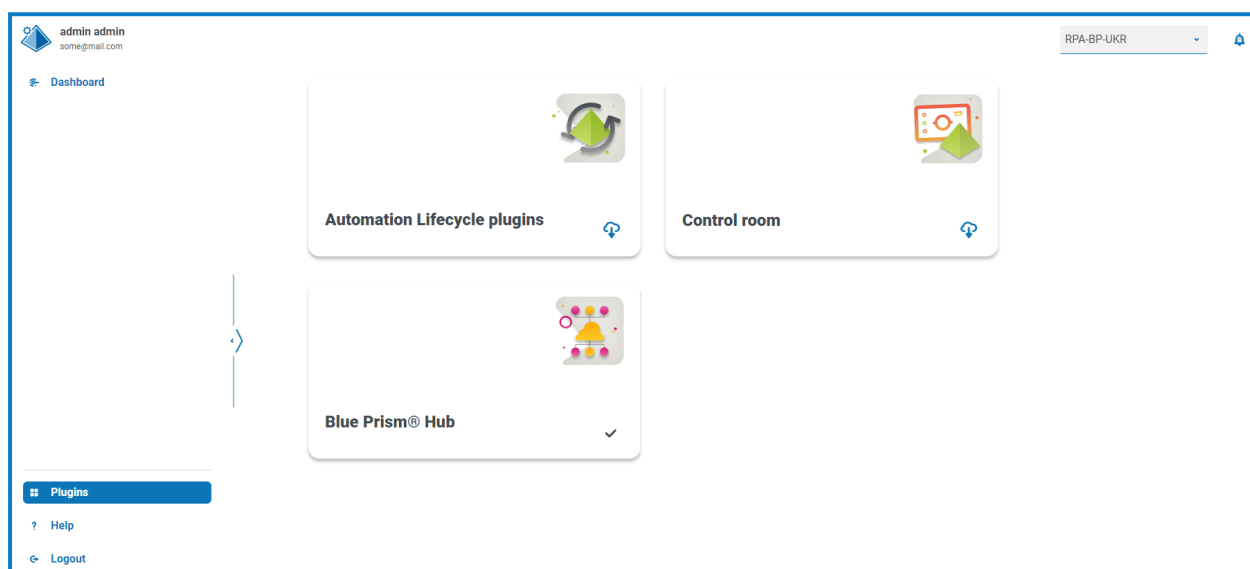 admin admin
some@mail.com
RPA-BP-UKR
Dashboard
Automation Lifecycle plugins
Control room
Blue Prism® Hub
Plugins
? Help
Logout